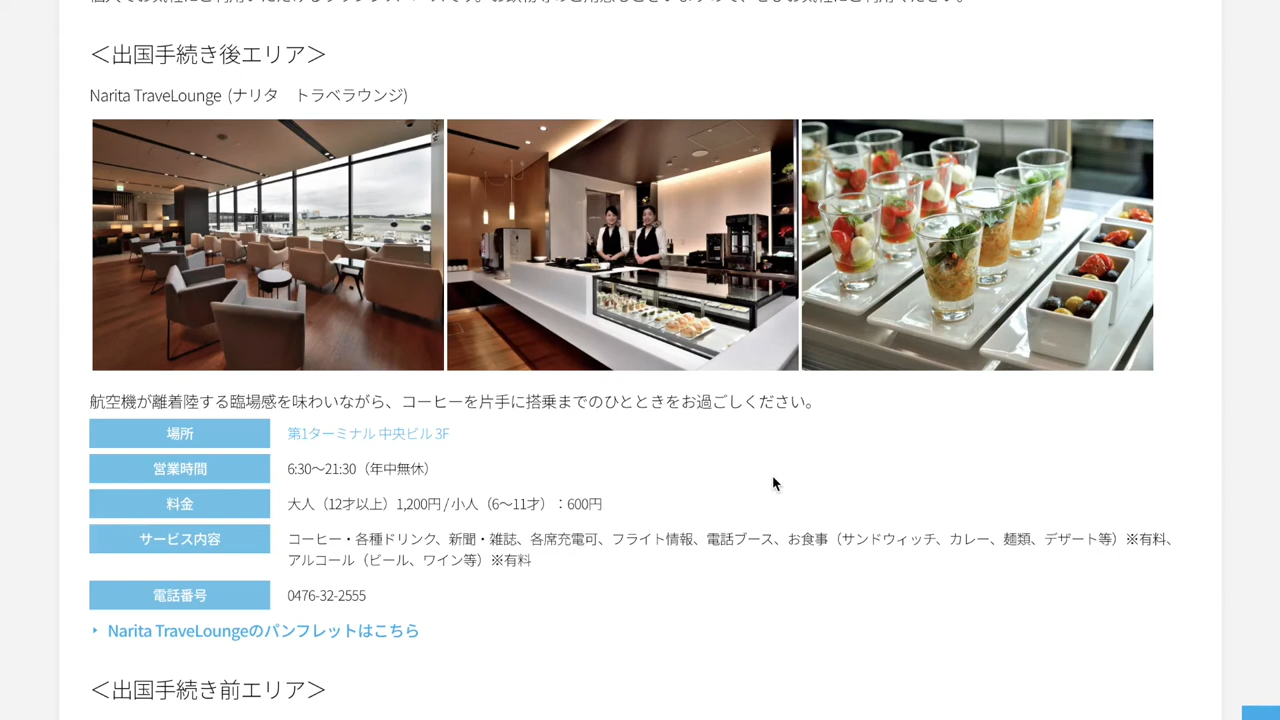 ＜出国手続き後エリア＞
Narita TraveLounge (ナリタ　トラベラウンジ)
航空機が離着陸する臨場感を味わいながら、コーヒーを片手に搭乗までのひとときをお過ごしください。
場所 第1ターミナル 中央ビル 3F
営業時間 6:30〜21:30（年中無休）
料金 大人（12才以上）1,200円 / 小人（6〜11才）：600円
サービス内容 コーヒー・各種ドリンク、新聞・雑誌、各席充電可、フライト情報、電話ブース、お食事（サンドウィッチ、カレー、麺類、デザート等）※有料、
アルコール（ビール、ワイン等）※有料
電話番号 0476-32-2555
Narita TraveLoungeのパンフレットはこちら
＜出国手続き前エリア＞